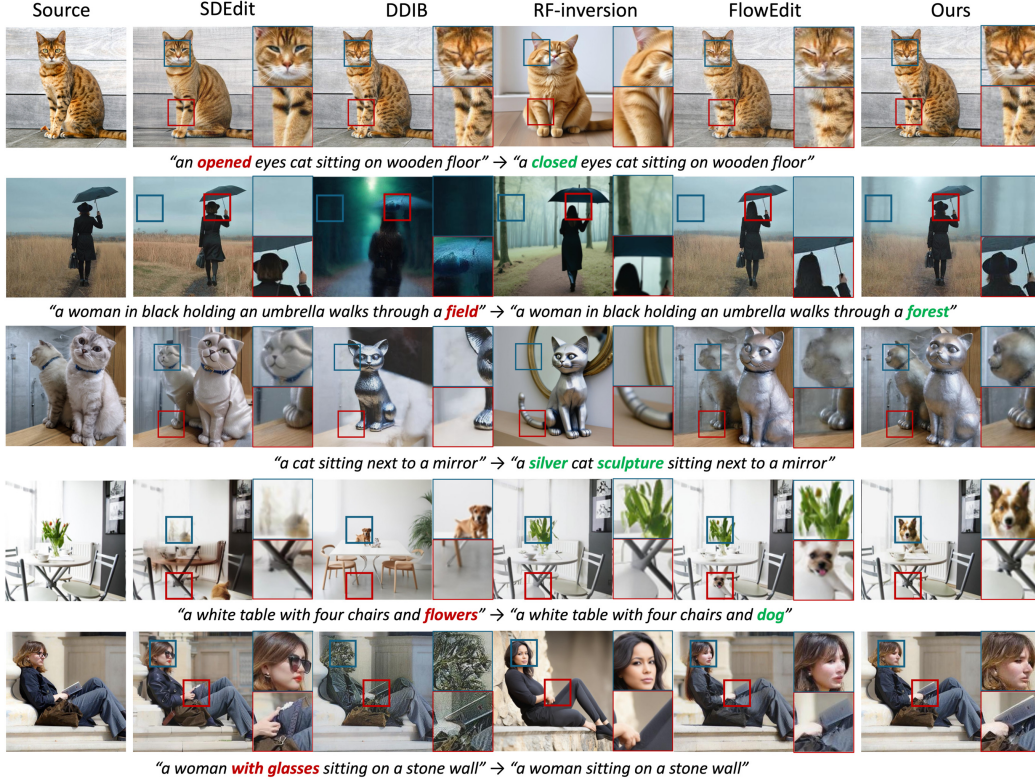 Source SDEdit DDIB RF-inversion FlowEdit Ours
“an opened eyes cat sitting on wooden floor” → “a closed eyes cat sitting on wooden floor”
“a woman in black holding an umbrella walks through a field” → “a woman in black holding an umbrella walks through a forest”
“a cat sitting next to a mirror” → “a silver cat sculpture sitting next to a mirror”
“a white table with four chairs and flowers” → “a white table with four chairs and dog”
“a woman with glasses sitting on a stone wall” → “a woman sitting on a stone wall”